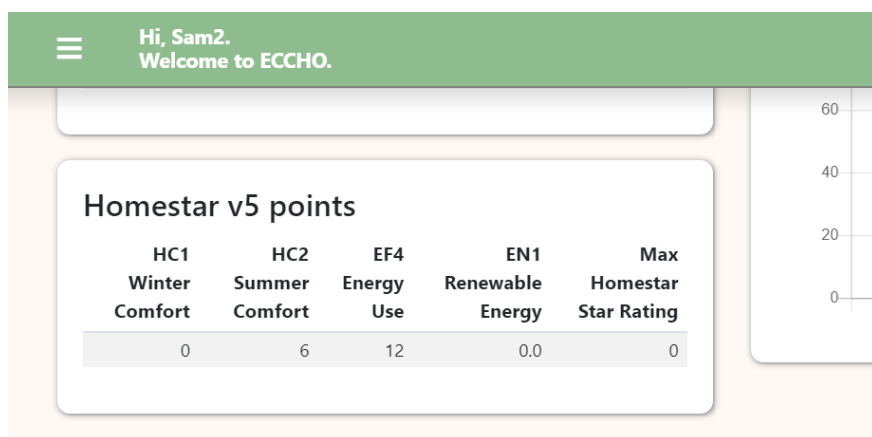 Hi, Sam2.
Welcome to ECCHO.
Homestar v5 points
HC1 HC2 EF4 EN1 Max
Winter Summer Energy Renewable Homestar
Comfort Comfort Use Energy Star Rating
0 6 12 0.0 0
60
40
20
0